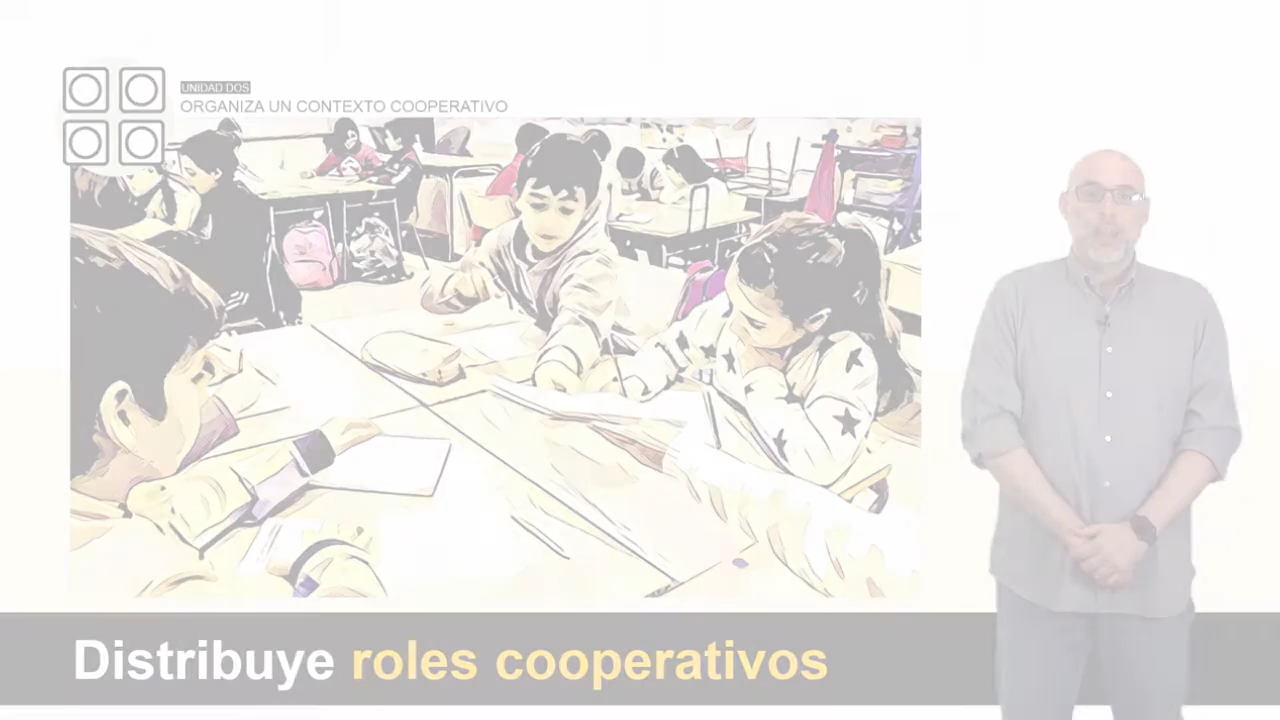 UNIDAD DOS
ORGANIZA UN CONTEXTO COOPERATIVO
Distribuye roles cooperativos